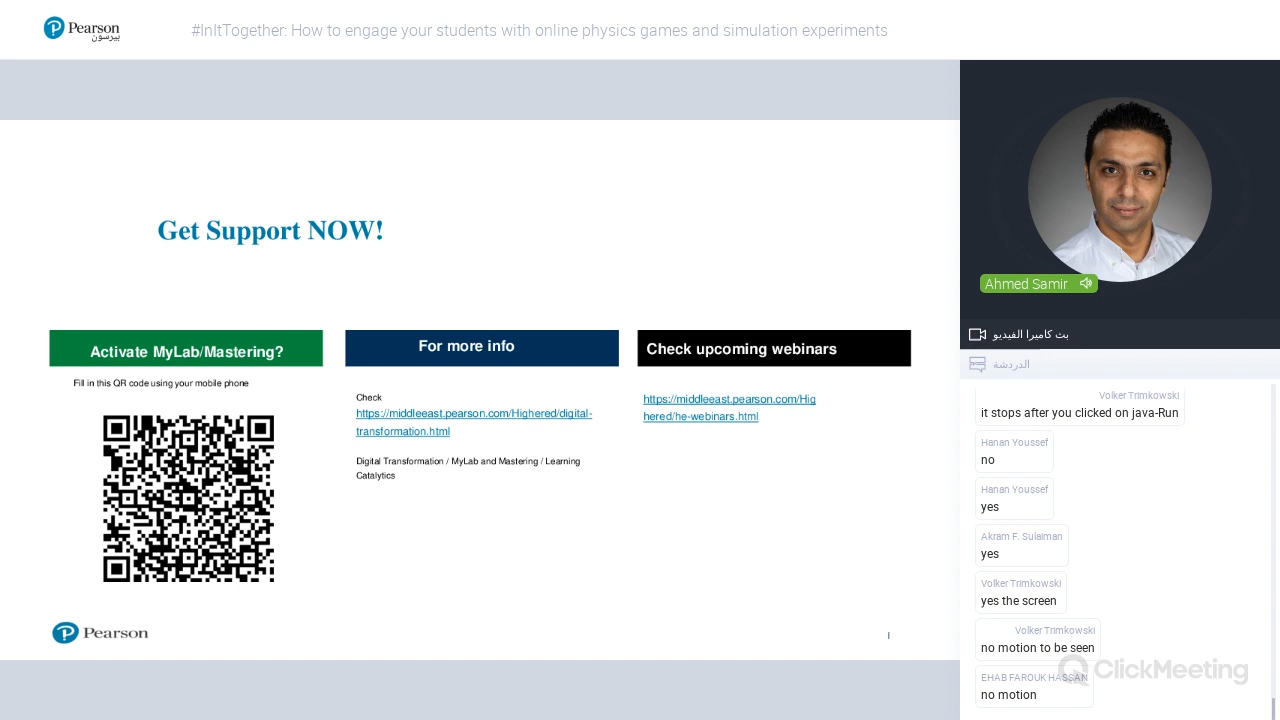 Pearson
بيرسون
#InItTogether: How to engage your students with online physics games and simulation experiments
Get Support NOW!
Activate MyLab/Mastering?
Fill in this QR code using your mobile phone
For more info
Check
https://middleeast.pearson.com/Highered/digital-
transformation.html
Digital Transformation / MyLab and Mastering / Learning
Catalytics
Check upcoming webinars
https://middleeast.pearson.com/Hig
hered/he-webinars.html
Pearson
Ahmed Samir
بث كاميرا الفيديو
الدردشة
Volker Trimkowski
it stops after you clicked on java-Run
Hanan Youssef
no
Hanan Youssef
yes
Akram F. Sulaiman
yes
Volker Trimkowski
yes the screen
Volker Trimkowski
no motion to be seen
EHAB FAROUK HASSAN
no motion
ClickMeeting